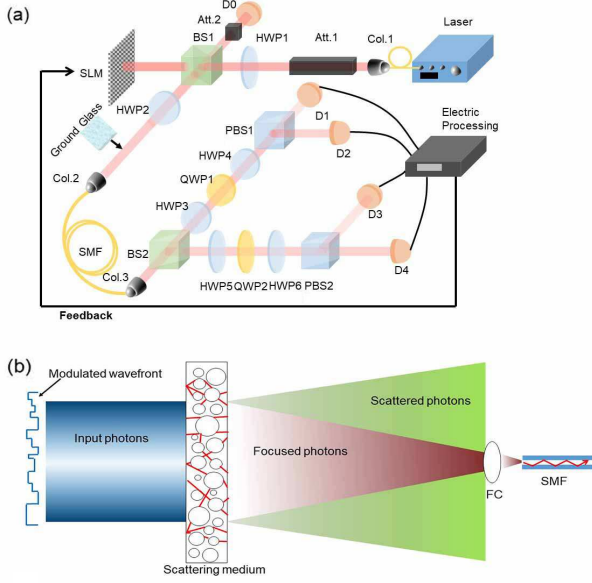 (a)
D0
Att.2
BS1
HWP1
Att.1
Col.1
Laser
SLM
HWP2
Ground Glass
Col.2
SMF
Col.3
BS2
HWP3
QWP1
HWP4
PBS1
D1
D2
Electric
Processing
D3
D4
HWP5
QWP2
HWP6
PBS2
Feedback
(b)
Modulated wavefront
Input photons
Scattered photons
Focused photons
FC
SMF
Scattering medium